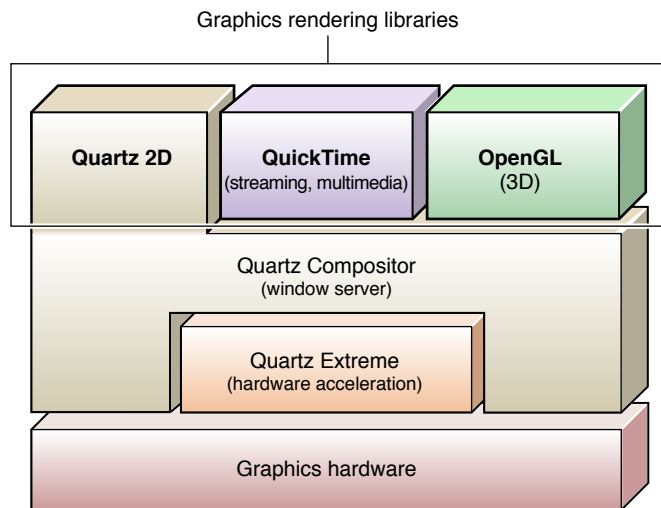 Graphics rendering libraries
Quartz 2D
QuickTime
(streaming, multimedia)
OpenGL
(3D)
Quartz Compositor
(window server)
Quartz Extreme
(hardware acceleration)
Graphics hardware